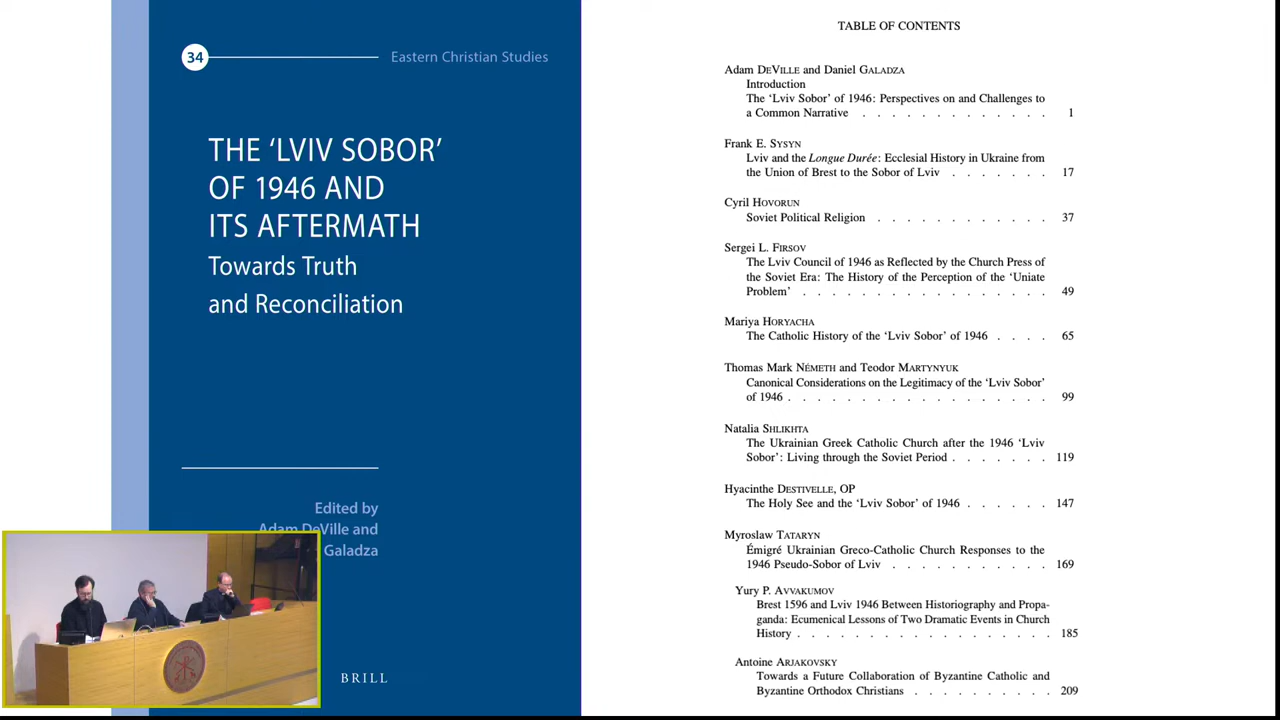 34
Eastern Christian Studies
THE ‘LVIV SOBOR’
OF 1946 AND
ITS AFTERMATH
Towards Truth
and Reconciliation
Edited by
Adam DeVille and
Galadza
BRILL
TABLE OF CONTENTS
Adam DEVILLE and Daniel GALADZA
Introduction
The ‘Lviv Sobor’ of 1946: Perspectives on and Challenges to
a Common Narrative . . . . . . . . . . . . 1
Frank E. SYSYN
Lviv and the Longue Durée: Ecclesial History in Ukraine from
the Union of Brest to the Sobor of Lviv . . . . . . . 17
Cyril HOVORUN
Soviet Political Religion . . . . . . . . . . . . 37
Sergei L. FIRSOV
The Lviv Council of 1946 as Reflected by the Church Press of
the Soviet Era: The History of the Perception of the ‘Uniate
Problem’ . . . . . . . . . . . . . . . . . 49
Mariya HORYACHA
The Catholic History of the ‘Lviv Sobor’ of 1946 . . . . 65
Thomas Mark NÉMETH and Teodor MARTYNYUK
Canonical Considerations on the Legitimacy of the ‘Lviv Sobor’
of 1946 . . . . . . . . . . . . . . . . . . 99
Natalia SHLIKHTA
The Ukrainian Greek Catholic Church after the 1946 ‘Lviv
Sobor’: Living through the Soviet Period . . . . . . . 119
Hyacinthe DESTIVELLE, OP
The Holy See and the ‘Lviv Sobor’ of 1946 . . . . . . 147
Myroslaw TATARYN
Émigré Ukrainian Greco-Catholic Church Responses to the
1946 Pseudo-Sobor of Lviv . . . . . . . . . . . 169
Yury P. AVVAKUMOV
Brest 1596 and Lviv 1946 Between Historiography and Propa-
ganda: Ecumenical Lessons of Two Dramatic Events in Church
History . . . . . . . . . . . . . . . . . . 185
Antoine ARJAKOVSKY
Towards a Future Collaboration of Byzantine Catholic and
Byzantine Orthodox Christians . . . . . . . . . . 209